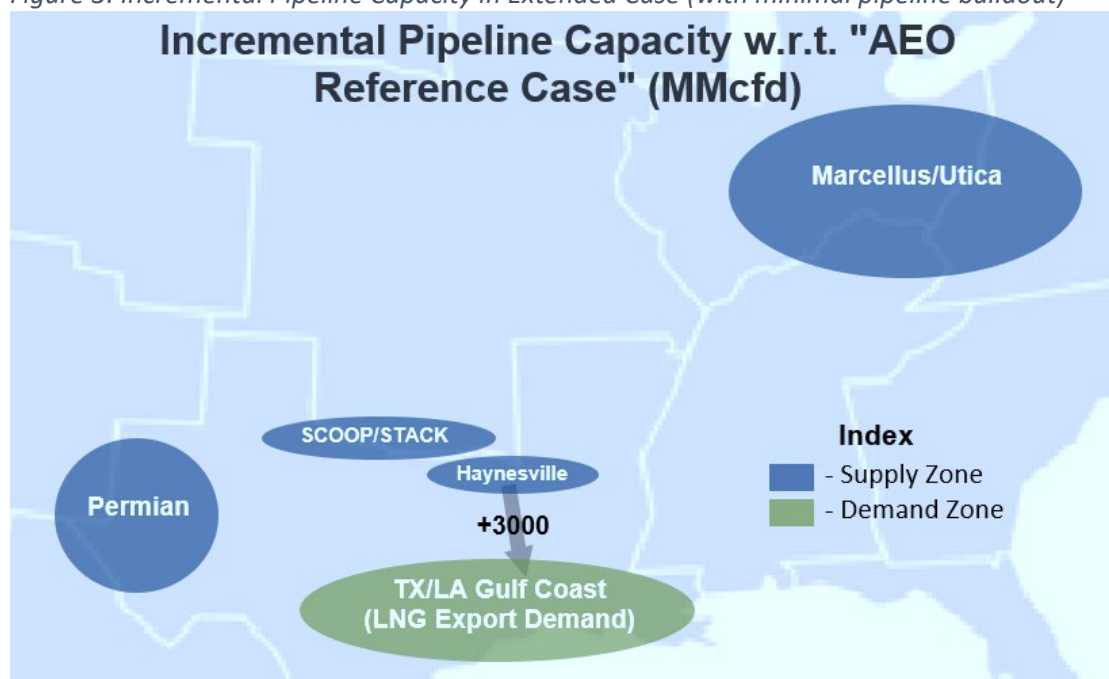 Figure 3: Incremental Pipeline Capacity in Extended Case (with minimal pipeline buildout)
Incremental Pipeline Capacity w.r.t. "AEO
Reference Case" (MMcfd)
Marcellus/Utica
SCOOP/STACK
Haynesville
Permian
+3000
TX/LA Gulf Coast
(LNG Export Demand)
Index
- Supply Zone
- Demand Zone